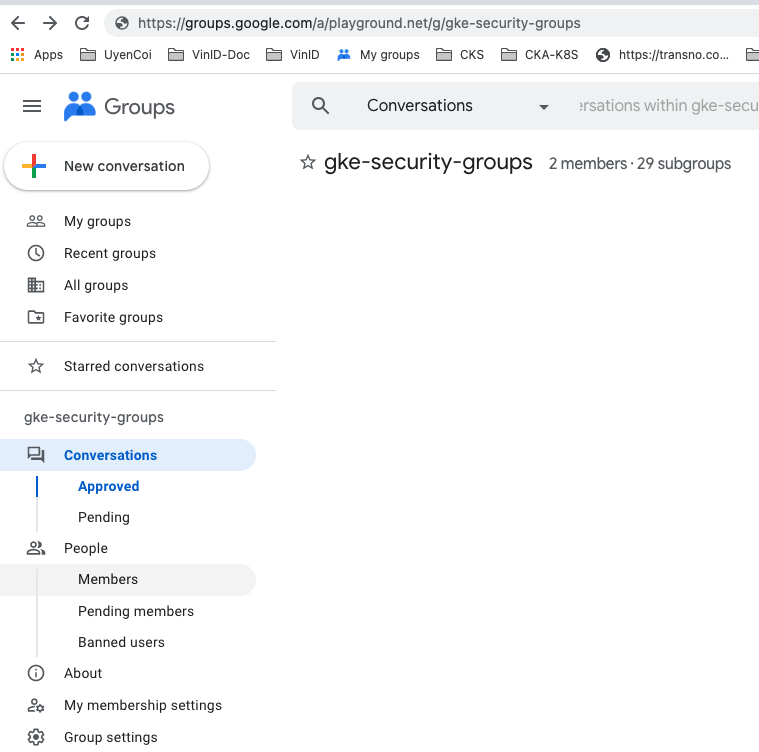 https://groups.google.com/a/playground.net/g/gke-security-groups
Apps UyenCoi VinID-Doc VinID My groups CKS CKA-K8S https://transno.co...
Groups
Conversations
ersations within gke-secu
New conversation
gke-security-groups 2 members · 29 subgroups
My groups
Recent groups
All groups
Favorite groups
Starred conversations
gke-security-groups
Conversations
Approved
Pending
People
Members
Pending members
Banned users
About
My membership settings
Group settings